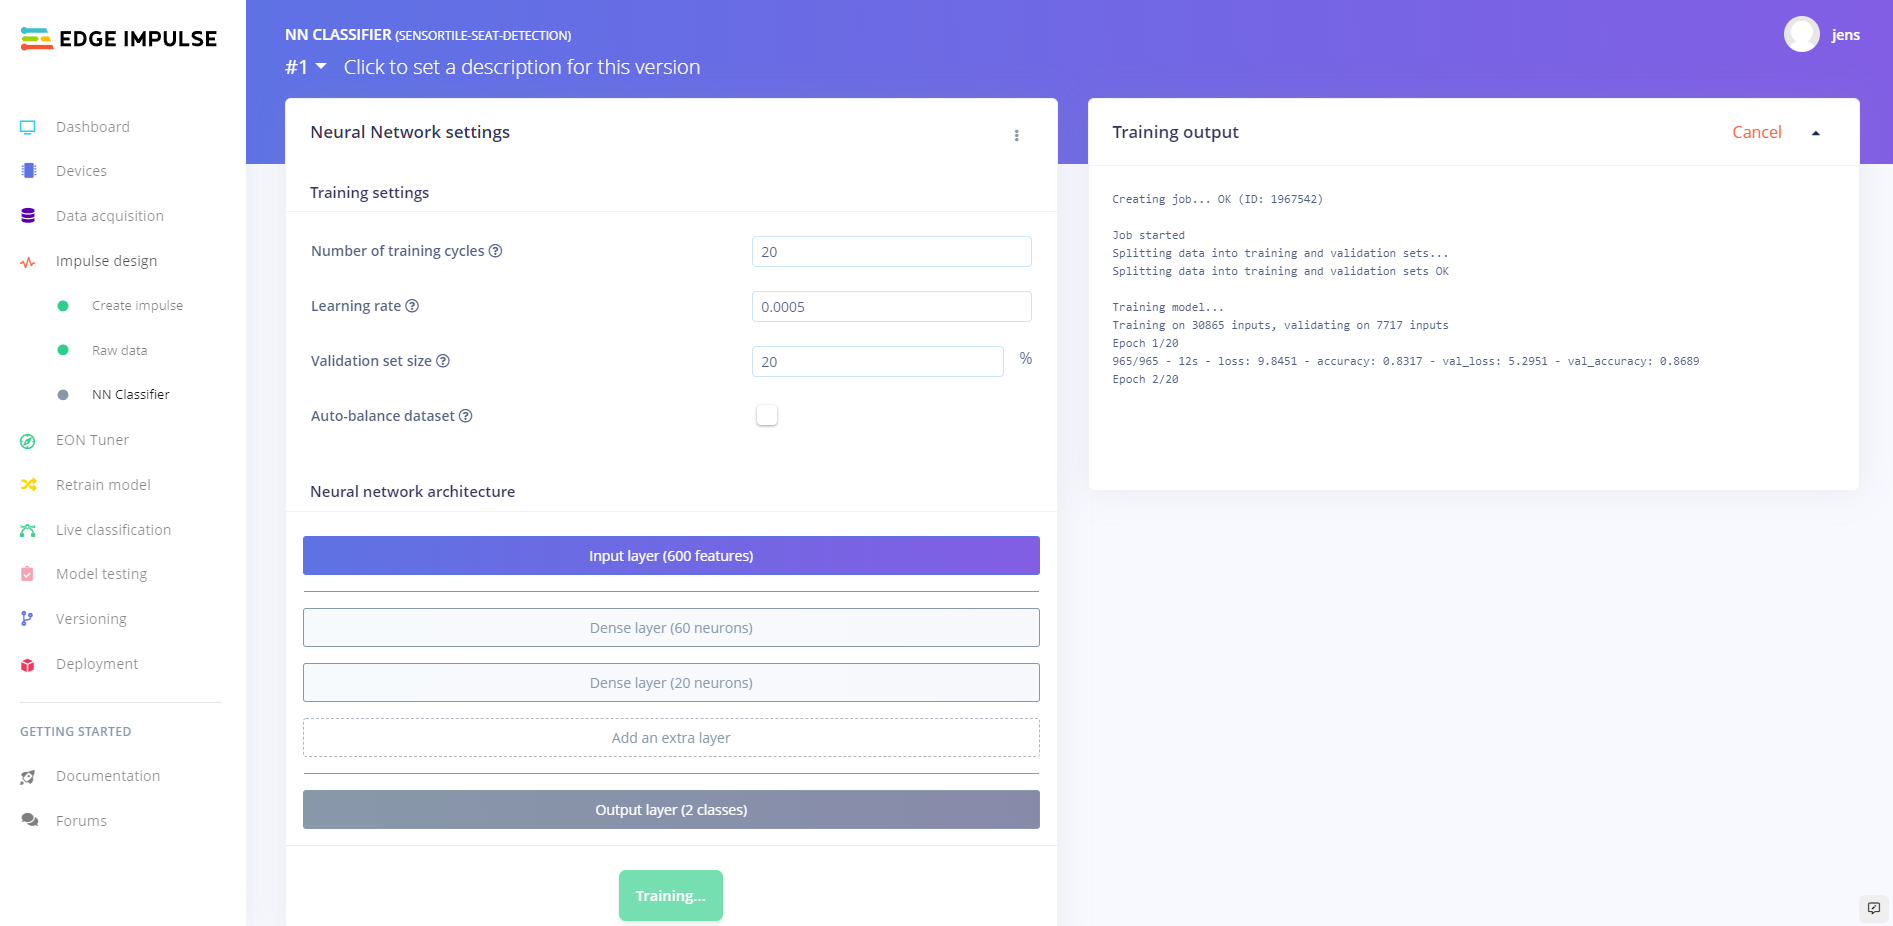 EDGE IMPULSE
Dashboard
Devices
Data acquisition
Impulse design
Create impulse
Raw data
NN Classifier
EON Tuner
Retrain model
Live classification
Model testing
Versioning
Deployment
GETTING STARTED
Documentation
Forums
NN CLASSIFIER (SENSORTILE-SEAT-DETECTION)
#1 Click to set a description for this version
jens
Neural Network settings
Training settings
Number of training cycles
20
Learning rate
0.0005
Validation set size
20 %
Auto-balance dataset
Neural network architecture
Input layer (600 features)
Dense layer (60 neurons)
Dense layer (20 neurons)
Add an extra layer
Output layer (2 classes)
Training...
Training output
Cancel
Creating job... OK (ID: 1967542)
Job started
Splitting data into training and validation sets...
Splitting data into training and validation sets OK
Training model...
Training on 30865 inputs, validating on 7717 inputs
Epoch 1/20
965/965 - 12s - loss: 9.8451 - accuracy: 0.8317 - val_loss: 5.2951 - val_accuracy: 0.8689
Epoch 2/20